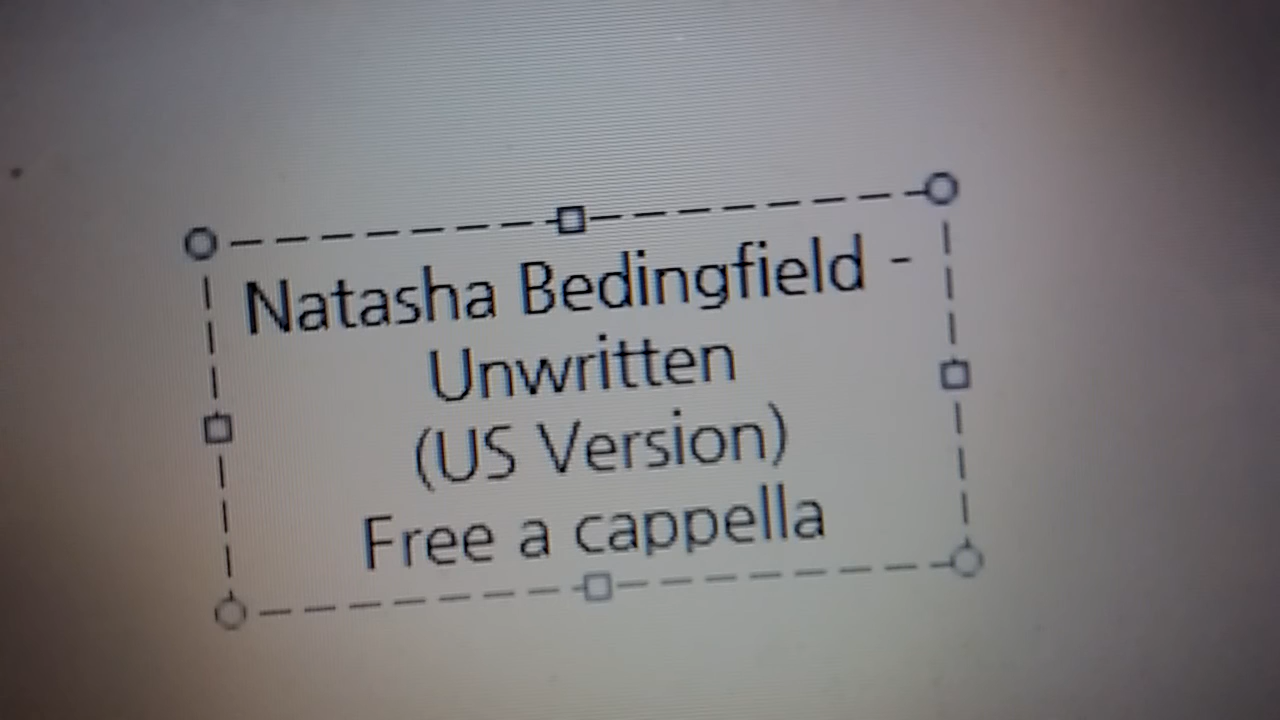 Natasha Bedingfield -
Unwritten
(US Version)
Free a cappella